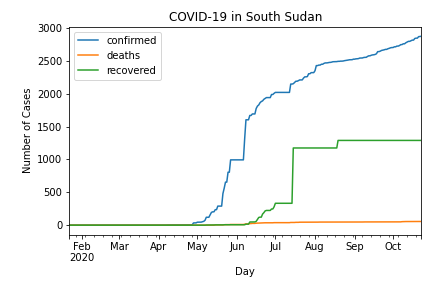 COVID-19 in South Sudan
confirmed
deaths
recovered
Number of Cases
3000
2500
2000
1500
1000
500
0
Feb Mar Apr May Jun Jul Aug Sep Oct
2020
Day